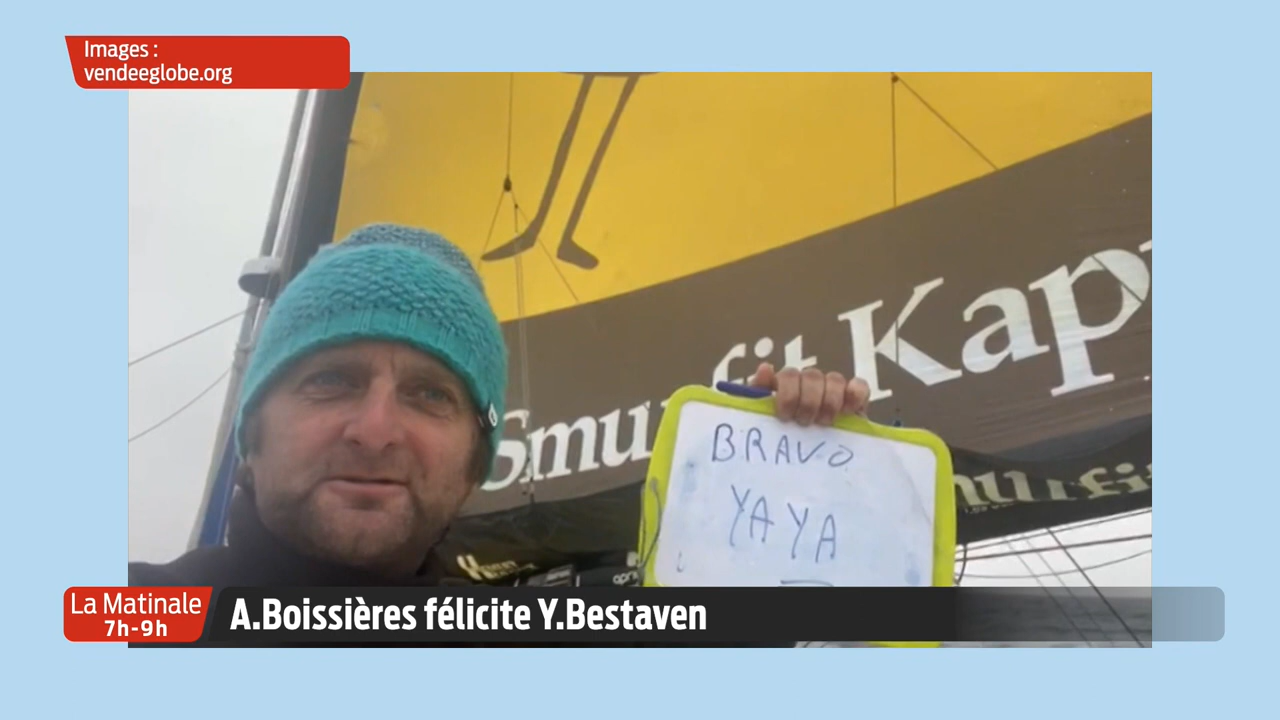 Images :
vendeeglobe.org
Smurfit Kap
BRAVO
YAYA
La Matinale
7h-9h
A.Boissières félicite Y.Bestaven